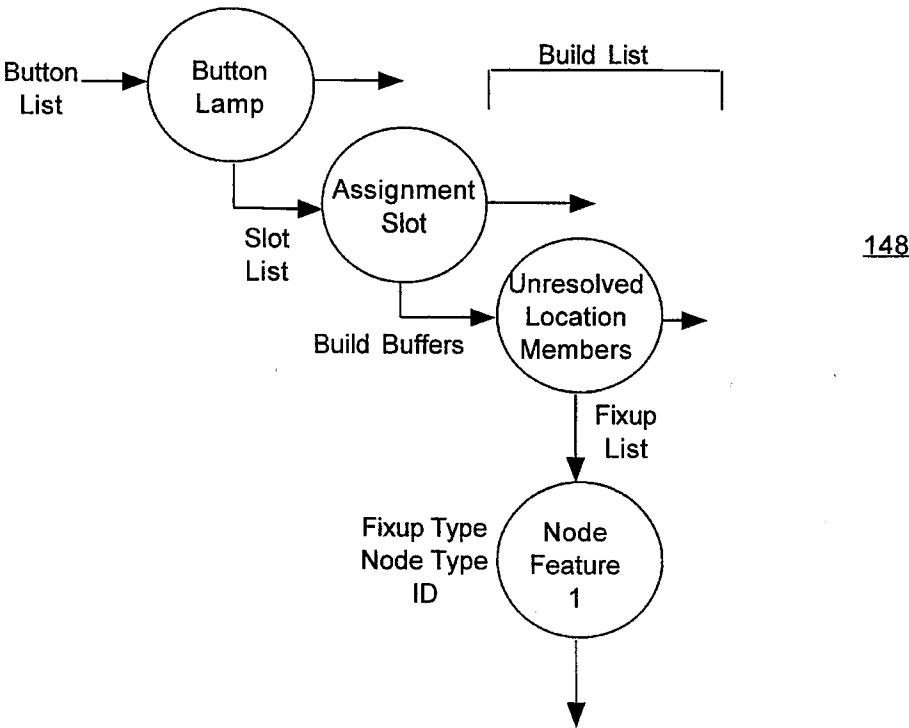 Button
List
Button
Lamp
Build List
Slot
List
Assignment
Slot
148
Build Buffers
Unresolved
Location
Members
Fixup
List
Fixup Type
Node Type
ID
Node
Feature
1